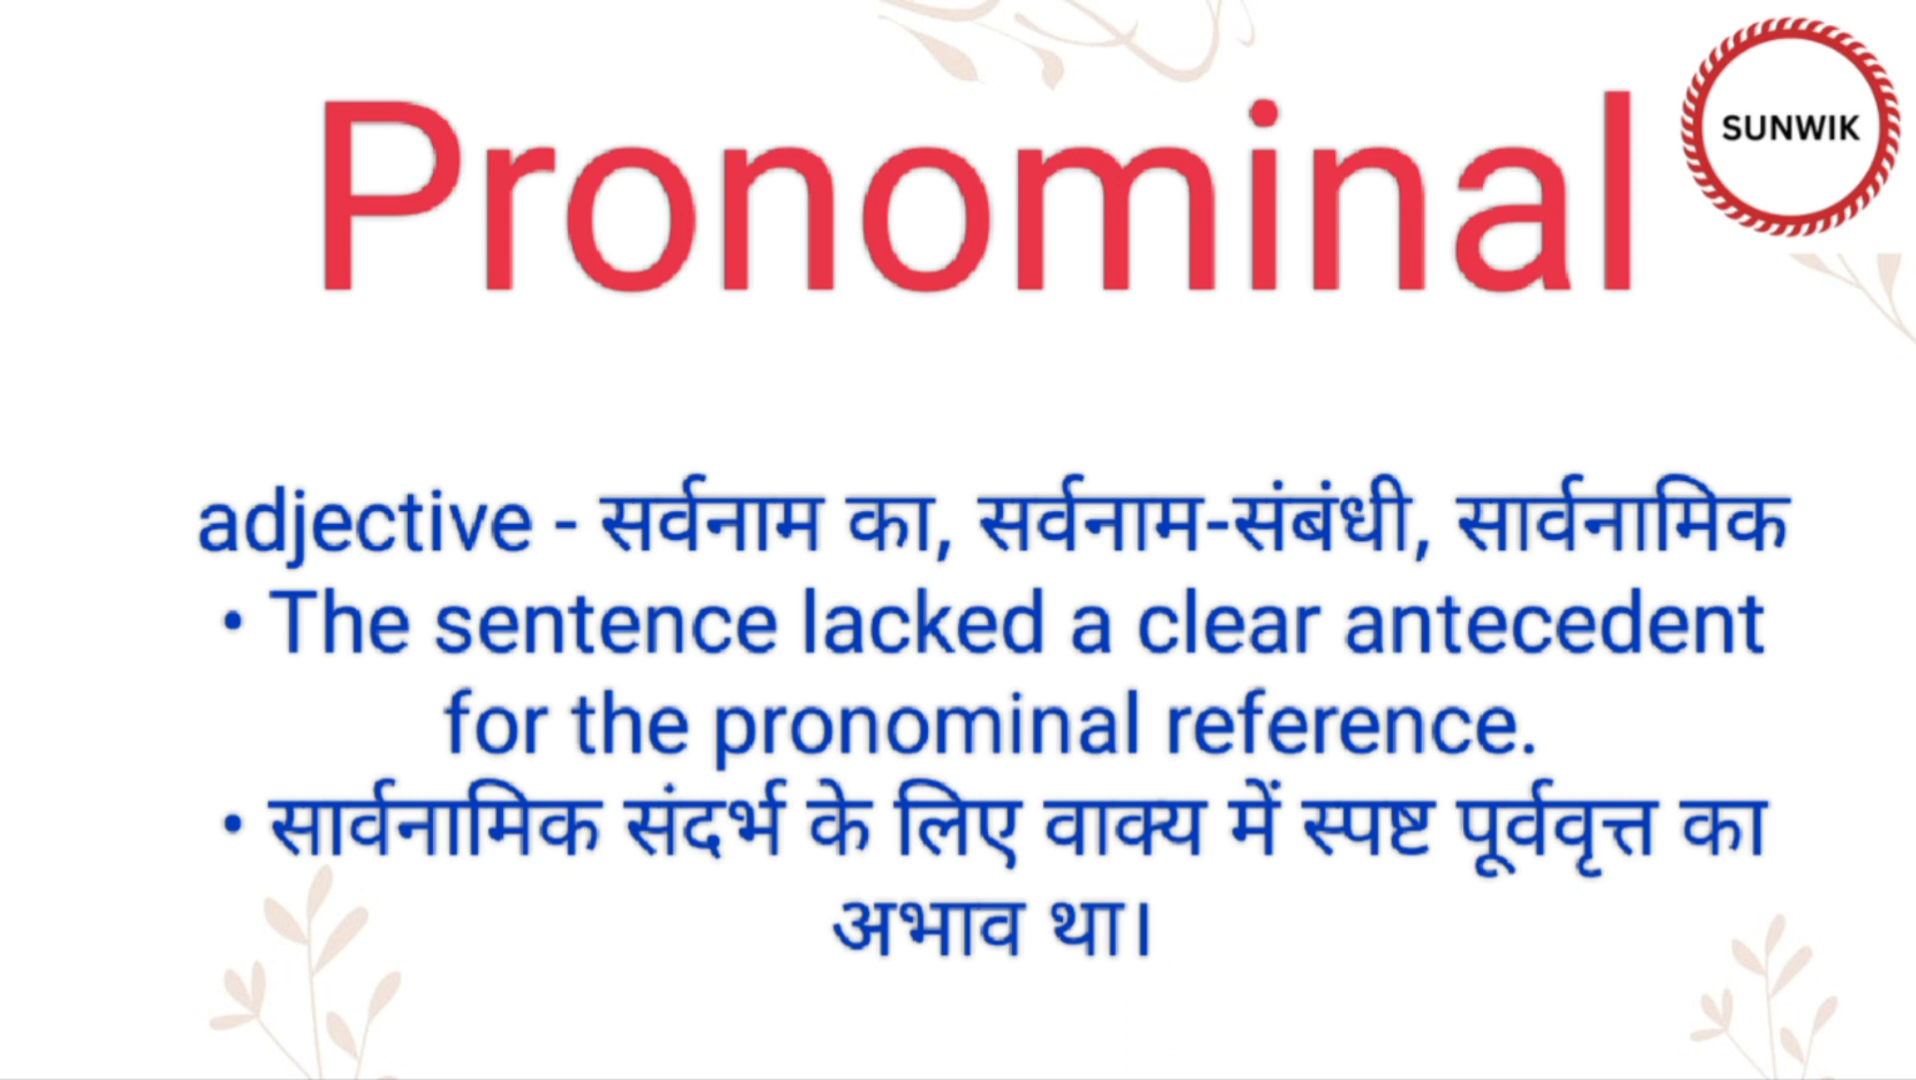 Pronominal
SUNWIK
adjective - सर्वनाम का, सर्वनाम-संबंधी, सार्वनामिक
• The sentence lacked a clear antecedent
for the pronominal reference.
• सार्वनामिक संदर्भ के लिए वाक्य में स्पष्ट पूर्ववृत्त का
अभाव था।